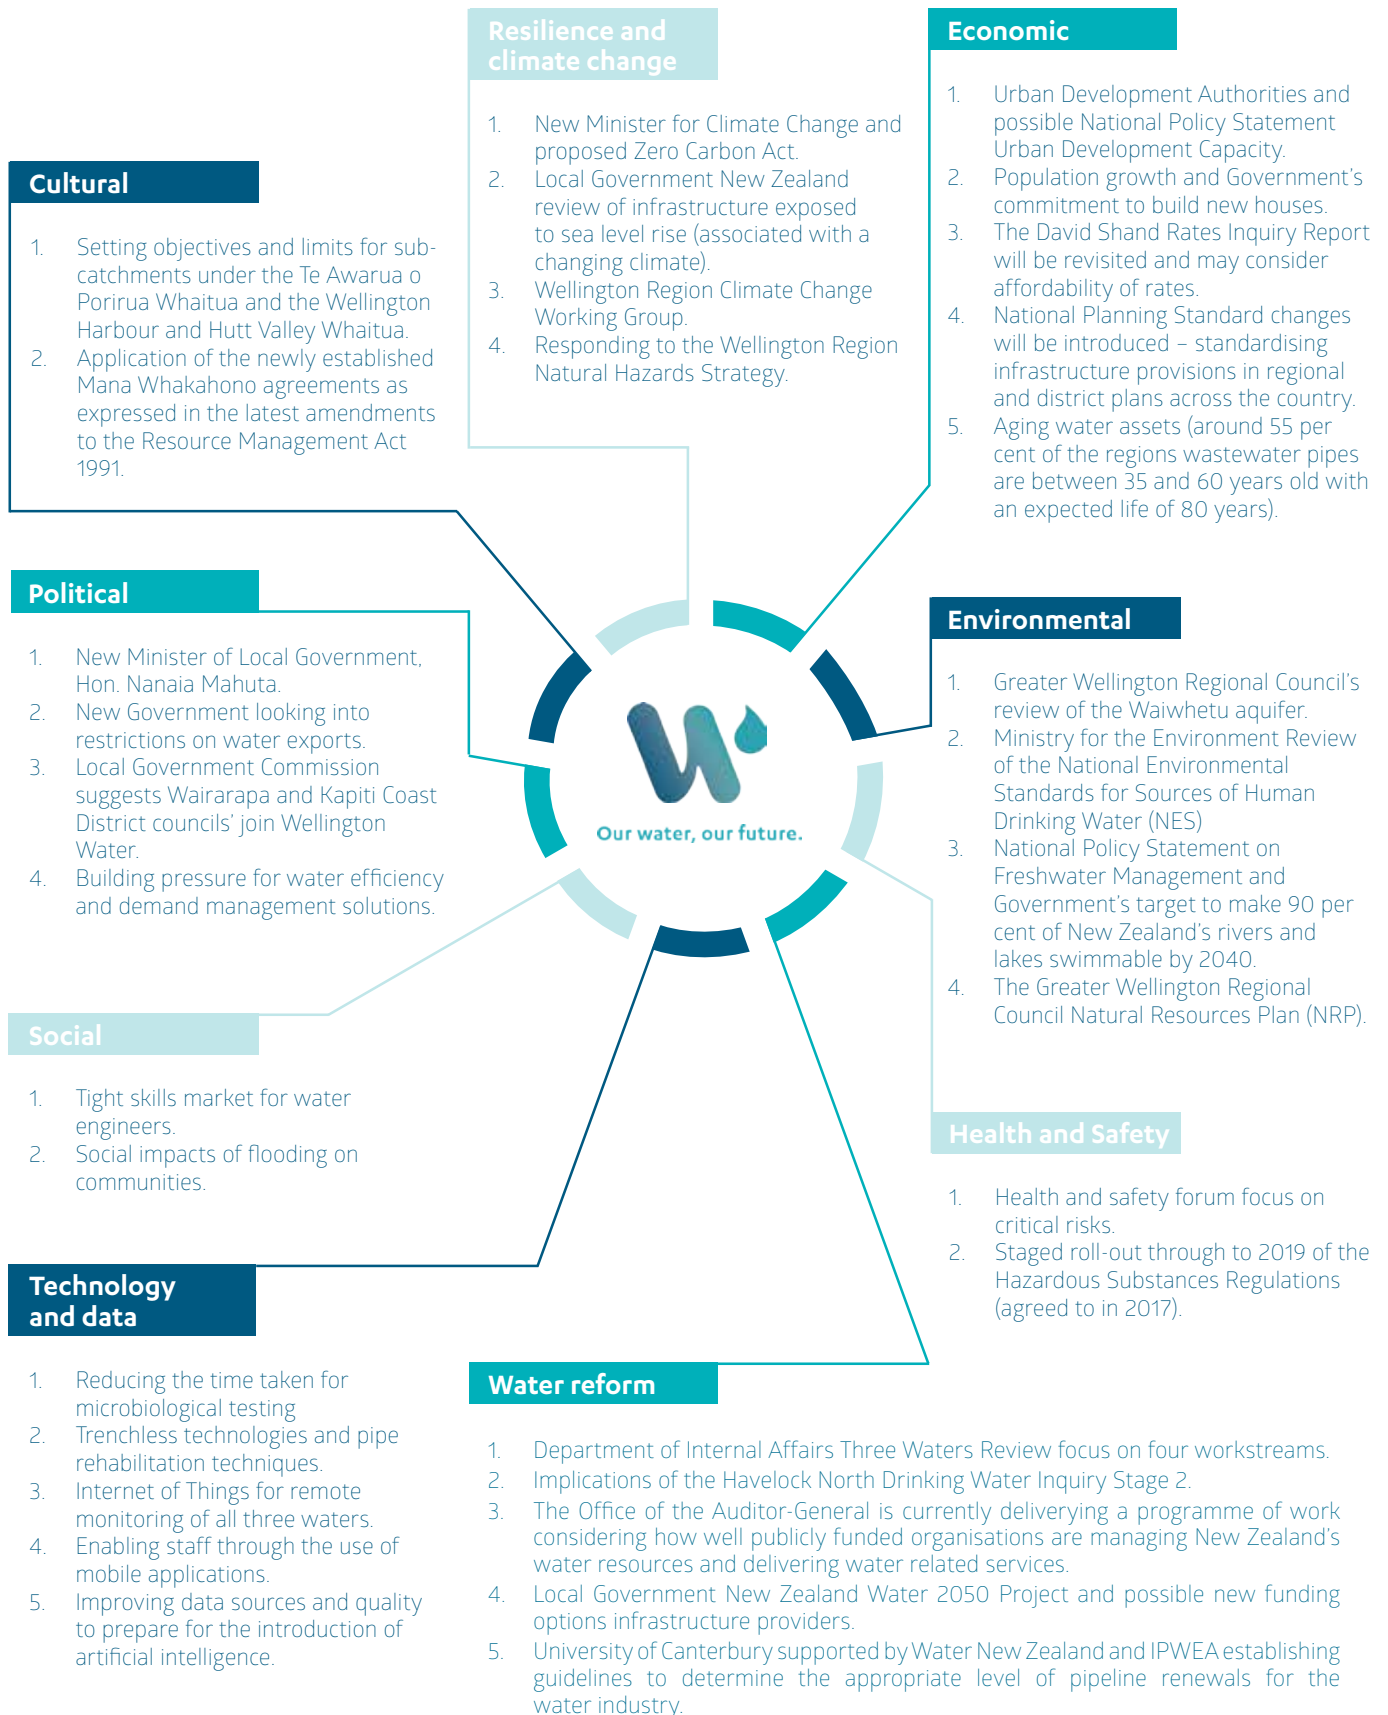 Resilience and
climate change
1. New Minister for Climate Change and
proposed Zero Carbon Act.
2. Local Government New Zealand
review of infrastructure exposed
to sea level rise (associated with a
changing climate).
3. Wellington Region Climate Change
Working Group.
4. Responding to the Wellington Region
Natural Hazards Strategy.
Economic
1. Urban Development Authorities and
possible National Policy Statement
Urban Development Capacity.
2. Population growth and Government's
commitment to build new houses.
3. The David Shand Rates Inquiry Report
will be revisited and may consider
affordability of rates.
4. National Planning Standard changes
will be introduced – standardising
infrastructure provisions in regional
and district plans across the country.
5. Aging water assets (around 55 per
cent of the regions wastewater pipes
are between 35 and 60 years old with
an expected life of 80 years).
Cultural
1. Setting objectives and limits for sub-
catchments under the Te Awarua o
Porirua Whaitua and the Wellington
Harbour and Hutt Valley Whaitua.
2. Application of the newly established
Mana Whakahono agreements as
expressed in the latest amendments
to the Resource Management Act
1991.
Political
1. New Minister of Local Government,
Hon. Nanaia Mahuta.
2. New Government looking into
restrictions on water exports.
3. Local Government Commission
suggests Wairarapa and Kapiti Coast
District councils' join Wellington
Water.
4. Building pressure for water efficiency
and demand management solutions.
Our water, our future.
Environmental
1. Greater Wellington Regional Council's
review of the Waiwhetu aquifer.
2. Ministry for the Environment Review
of the National Environmental
Standards for Sources of Human
Drinking Water (NES)
3. National Policy Statement on
Freshwater Management and
Government's target to make 90 per
cent of New Zealand's rivers and
lakes swimmable by 2040.
4. The Greater Wellington Regional
Council Natural Resources Plan (NRP).
Social
1. Tight skills market for water
engineers.
2. Social impacts of flooding on
communities.
Health and Safety
1. Health and safety forum focus on
critical risks.
2. Staged roll-out through to 2019 of the
Hazardous Substances Regulations
(agreed to in 2017).
Technology
and data
1. Reducing the time taken for
microbiological testing
2. Trenchless technologies and pipe
rehabilitation techniques.
3. Internet of Things for remote
monitoring of all three waters.
4. Enabling staff through the use of
mobile applications.
5. Improving data sources and quality
to prepare for the introduction of
artificial intelligence.
Water reform
1. Department of Internal Affairs Three Waters Review focus on four workstreams.
2. Implications of the Havelock North Drinking Water Inquiry Stage 2.
3. The Office of the Auditor-General is currently deliverying a programme of work
considering how well publicly funded organisations are managing New Zealand's
water resources and delivering water related services.
4. Local Government New Zealand Water 2050 Project and possible new funding
options infrastructure providers.
5. University of Canterbury supported by Water New Zealand and IPWEA establishing
guidelines to determine the appropriate level of pipeline renewals for the
water industry.